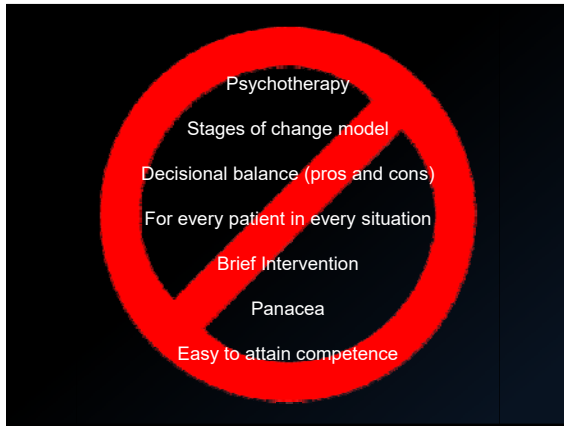 Psychotherapy
Stages of change model
Decisional balance (pros and cons)
For every patient in every situation
Brief Intervention
Panacea
Easy to attain competence